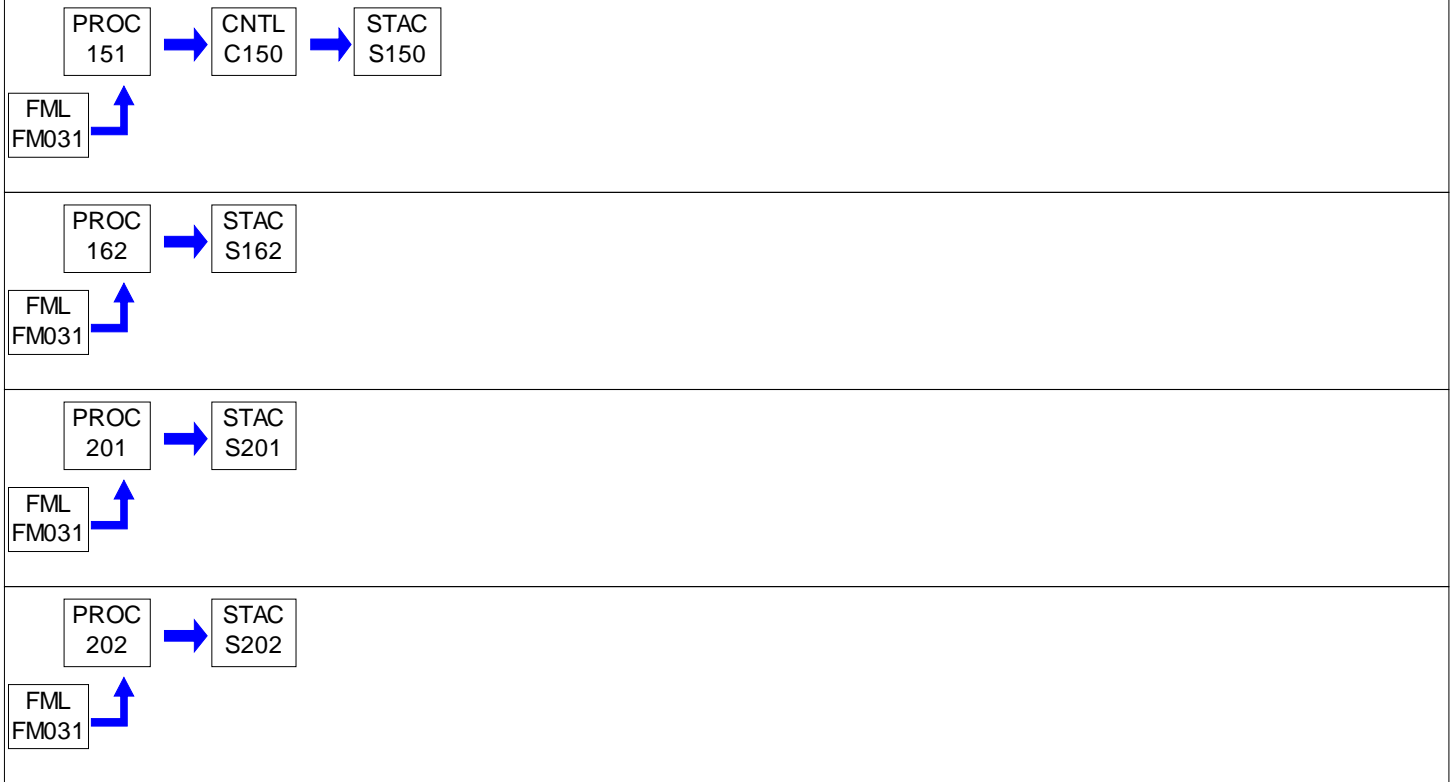 PROC
151
CNTL
C150
STAC
S150
FML
FM031
PROC
162
STAC
S162
FML
FM031
PROC
201
STAC
S201
FML
FM031
PROC
202
STAC
S202
FML
FM031